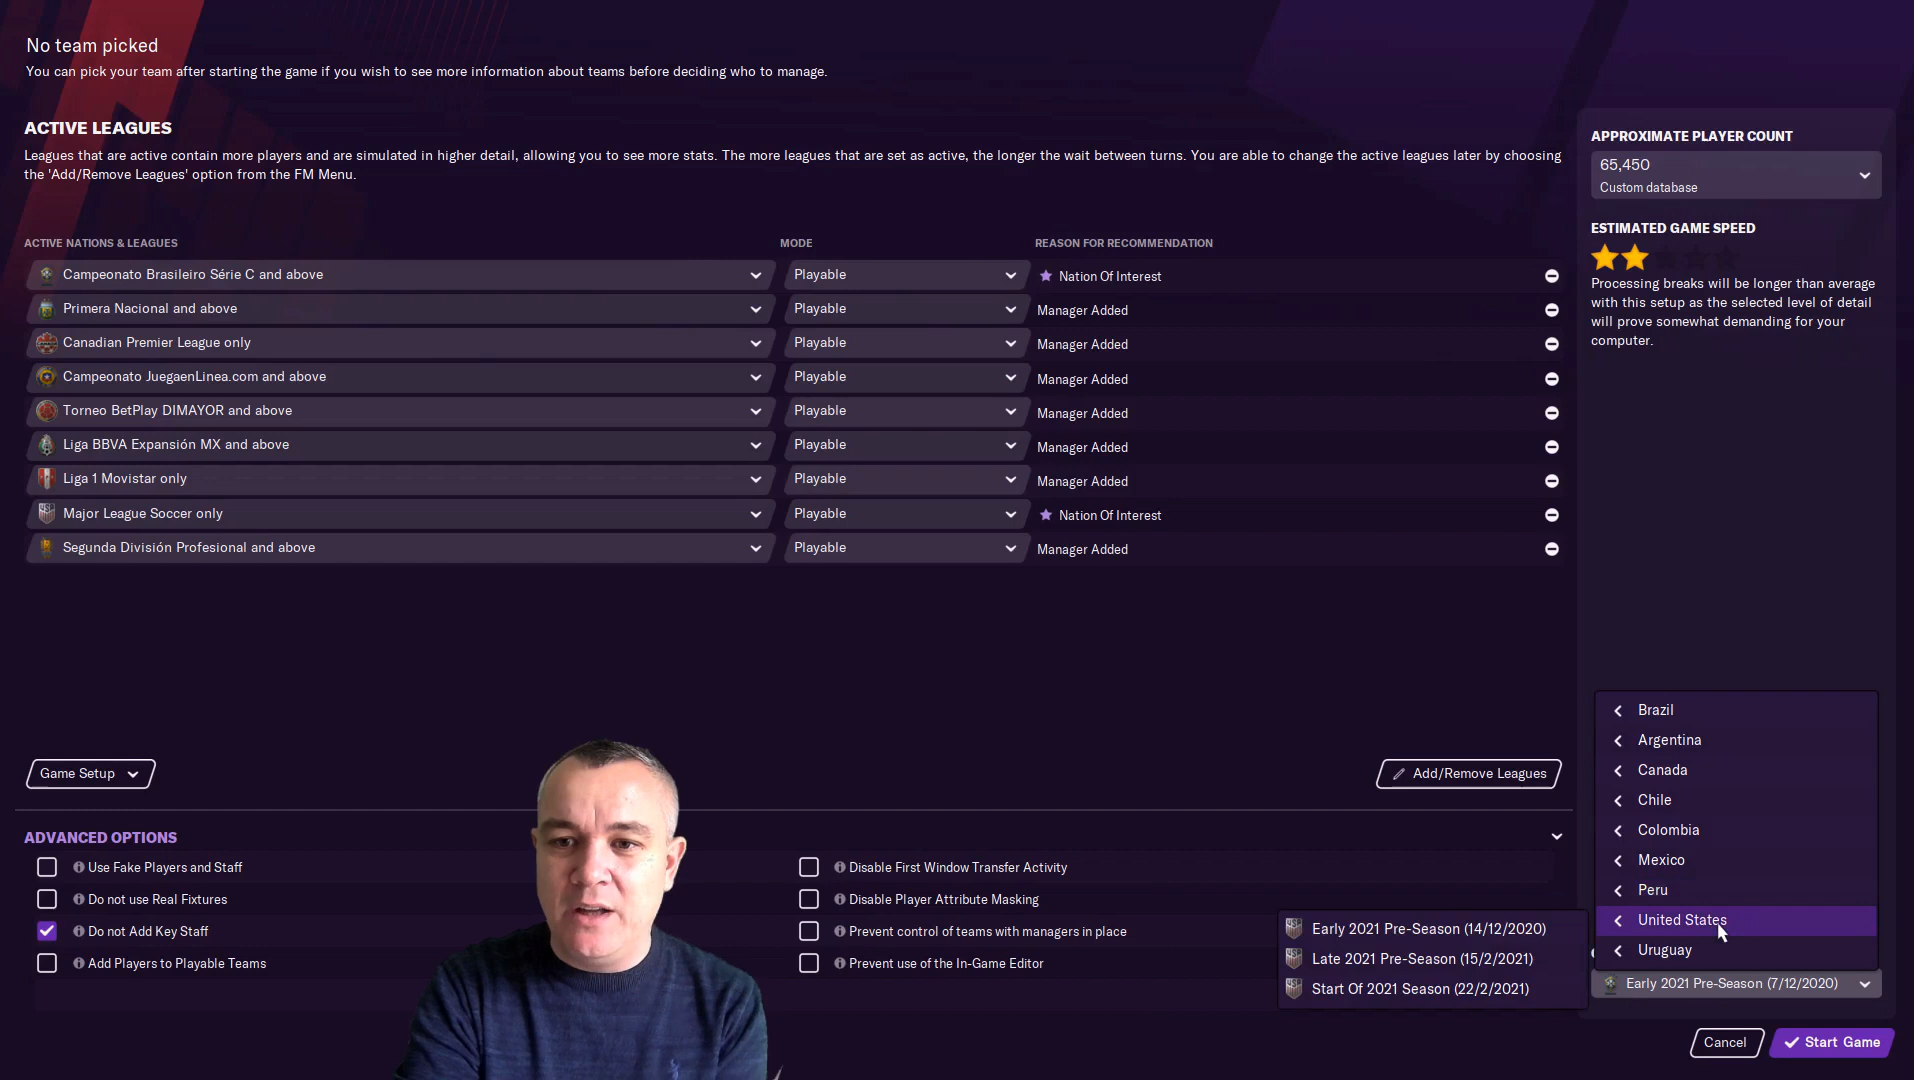 No team picked
You can pick your team after starting the game if you wish to see more information about teams before deciding who to manage.
ACTIVE LEAGUES
Leagues that are active contain more players and are simulated in higher detail, allowing you to see more stats. The more leagues that are set as active, the longer the wait between turns. You are able to change the active leagues later by choosing
the 'Add/Remove Leagues' option from the FM Menu.
ACTIVE NATIONS & LEAGUES MODE REASON FOR RECOMMENDATION
Campeonato Brasileiro Série C and above Playable Nation Of Interest
Primera Nacional and above Playable Manager Added
Canadian Premier League only Playable Manager Added
Campeonato JuegaenLinea.com and above Playable Manager Added
Torneo BetPlay DIMAYOR and above Playable Manager Added
Liga BBVA Expansión MX and above Playable Manager Added
Liga 1 Movistar only Playable Manager Added
Major League Soccer only Playable Nation Of Interest
Segunda División Profesional and above Playable Manager Added
Game Setup
Add/Remove Leagues
ADVANCED OPTIONS
Use Fake Players and Staff
Do not use Real Fixtures
Do not Add Key Staff
Add Players to Playable Teams
Disable First Window Transfer Activity
Disable Player Attribute Masking
Prevent control of teams with managers in place
Prevent use of the In-Game Editor
APPROXIMATE PLAYER COUNT
65,450
Custom database
ESTIMATED GAME SPEED
Processing breaks will be longer than average
with this setup as the selected level of detail
will prove somewhat demanding for your
computer.
Brazil
Argentina
Canada
Chile
Colombia
Mexico
Peru
United States
Uruguay
Early 2021 Pre-Season (14/12/2020)
Late 2021 Pre-Season (15/2/2021)
Start Of 2021 Season (22/2/2021)
Early 2021 Pre-Season (7/12/2020)
Cancel
Start Game